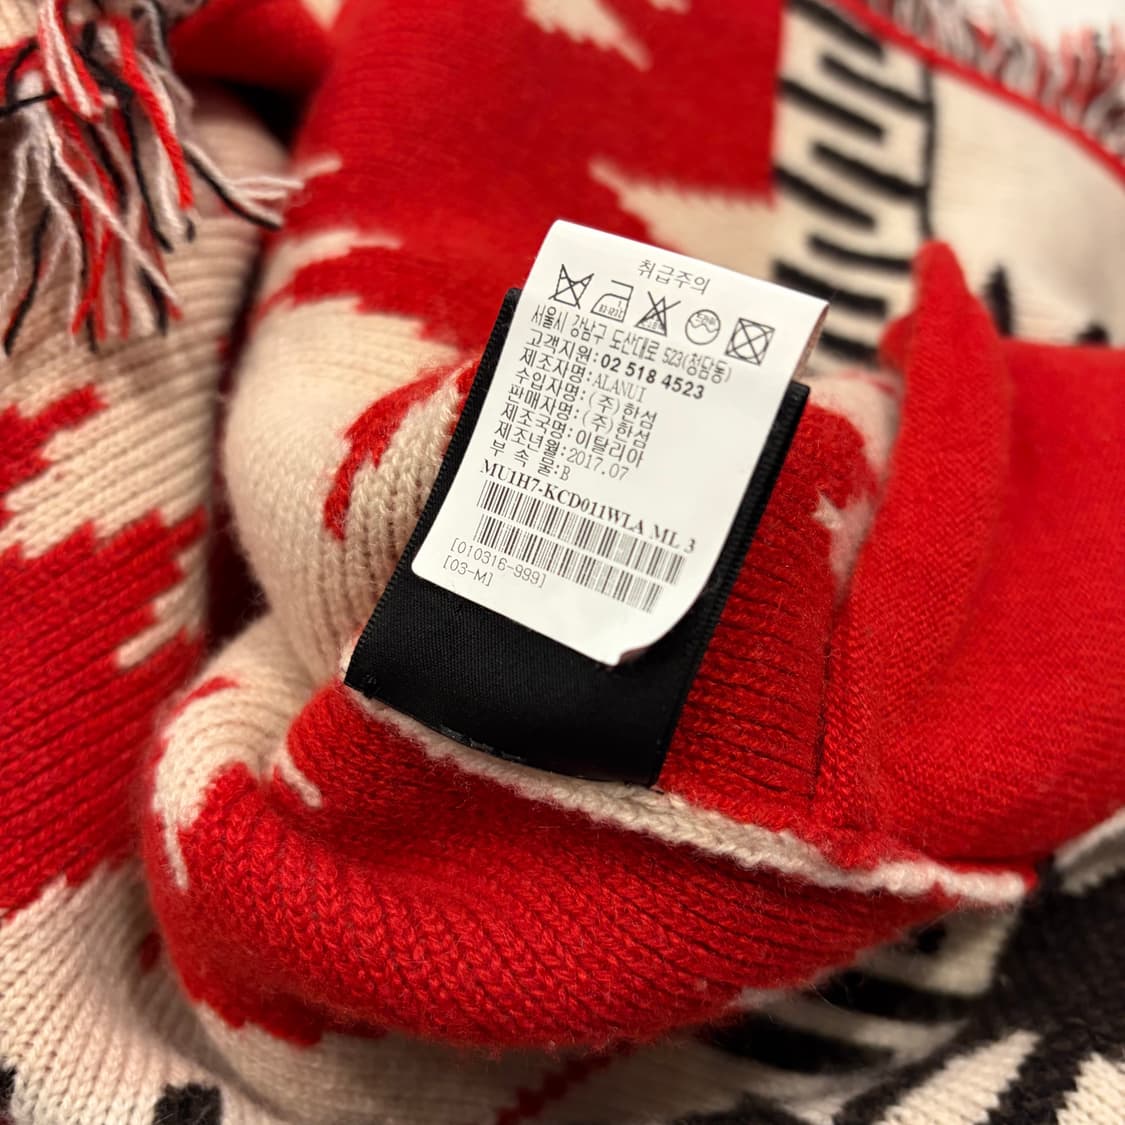 취급주의
서울시 강남구 도산대로 523(청담동)
고객지원:02 518 4523
제조자명:ALANUI
수입자명:(주)한섬
판매자명:(주)한섬
제조국명:이탈리아
제조년월:2017.07
부 속 물:B
MU1H7-KCD011WLA ML 3
[010316-999]
[03-M]